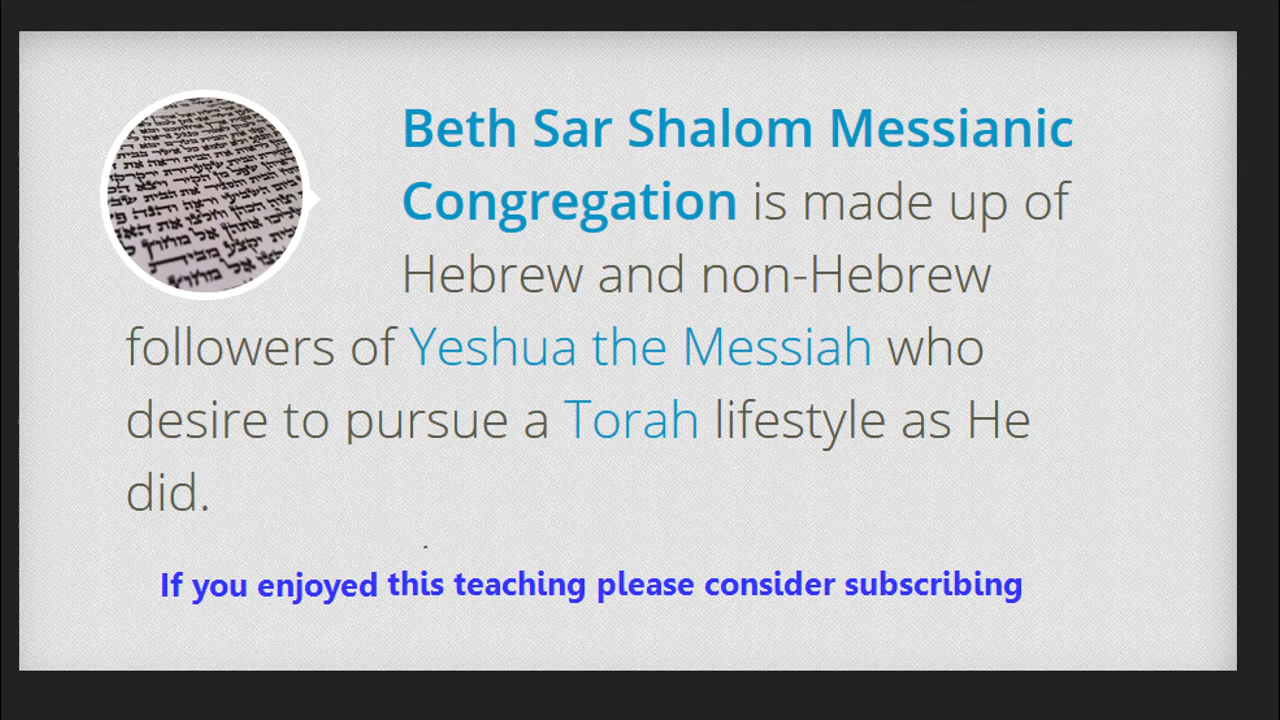 Beth Sar Shalom Messianic
Congregation is made up of
Hebrew and non-Hebrew
followers of Yeshua the Messiah who
desire to pursue a Torah lifestyle as He
did.
If you enjoyed this teaching please consider subscribing